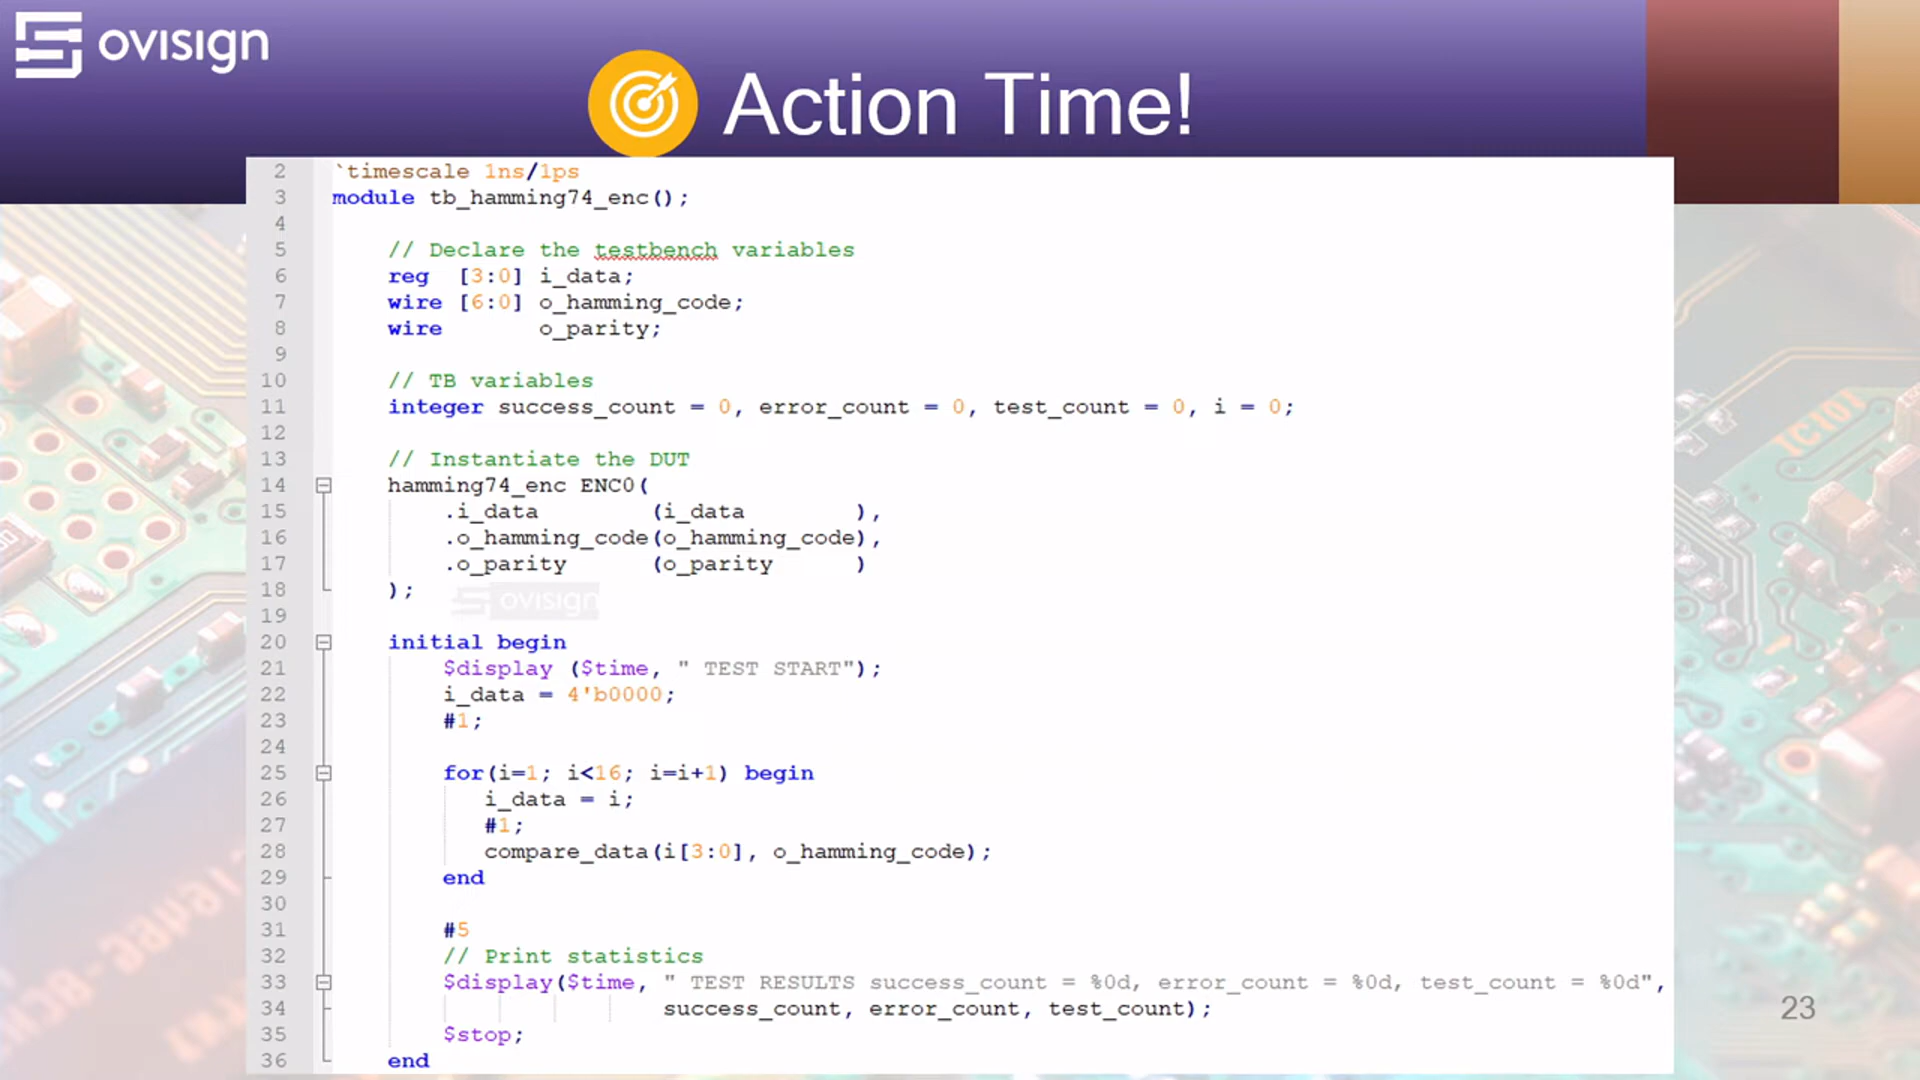 ovisign
Action Time!
2 `timescale 1ns/1ps
3 module tb_hamming74_enc();
4
5 // Declare the testbench variables
6 reg [3:0] i_data;
7 wire [6:0] o_hamming_code;
8 wire o_parity;
9
10 // TB variables
11 integer success_count = 0, error_count = 0, test_count = 0, i = 0;
12
13 // Instantiate the DUT
14 hamming74_enc ENC0(
15 .i_data (i_data ),
16 .o_hamming_code(o_hamming_code),
17 .o_parity (o_parity )
18 );
ovisign
19
20 initial begin
21 $display ($time, " TEST START");
22 i_data = 4'b0000;
23 #1;
24
25 for(i=1; i<16; i=i+1) begin
26 i_data = i;
27 #1;
28 compare_data(i[3:0], o_hamming_code);
29 end
30
31 #5
32 // Print statistics
33 $display($time, " TEST RESULTS success_count = %0d, error_count = %0d, test_count = %0d",
34 success_count, error_count, test_count);
35 $stop;
36 end
23